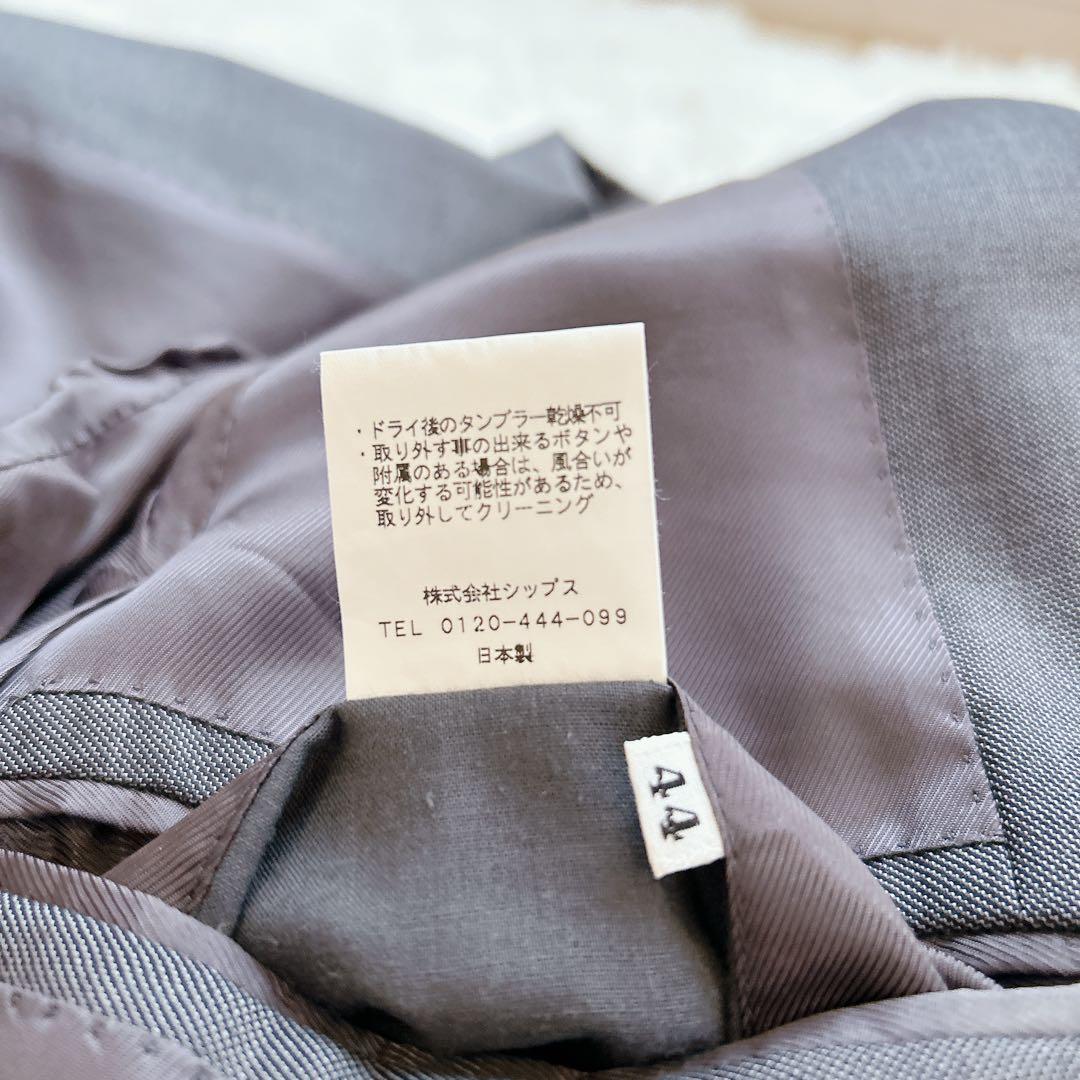 ・ドライ後のタンブラー乾燥不可
・取り外す事の出来るボタンや
附属のある場合は、風合いが
変化する可能性があるため、
取り外してクリーニング
株式会社シップス
TEL 0120-444-099
日本製
44